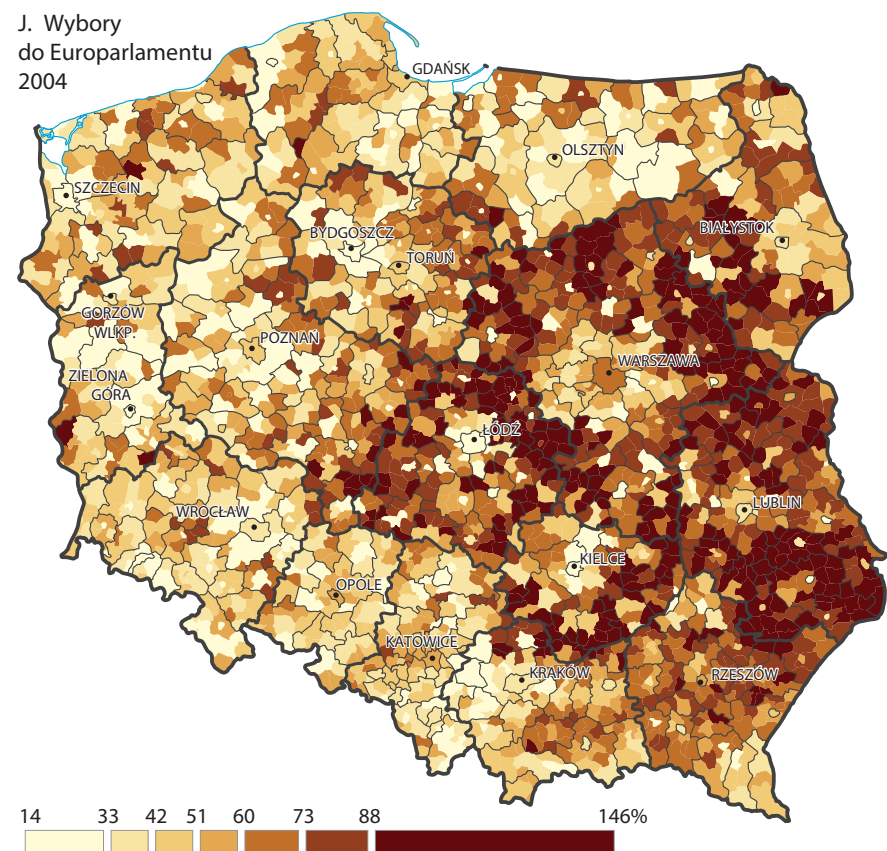 J. Wybory
do Europarlamentu
2004
GDAŃSK
OLSZTYN
SZCZECIN
BIAŁYSTOK
BYDGOSZCZ
TORUŃ
GORZÓW
WLKP.
POZNAŃ
WARSZAWA
ZIELONA
GÓRA
ŁÓDŹ
WROCŁAW
LUBLIN
KIELCE
OPOLE
KATOWICE
KRAKÓW
RZESZÓW
14 33 42 51 60 73 88 146%